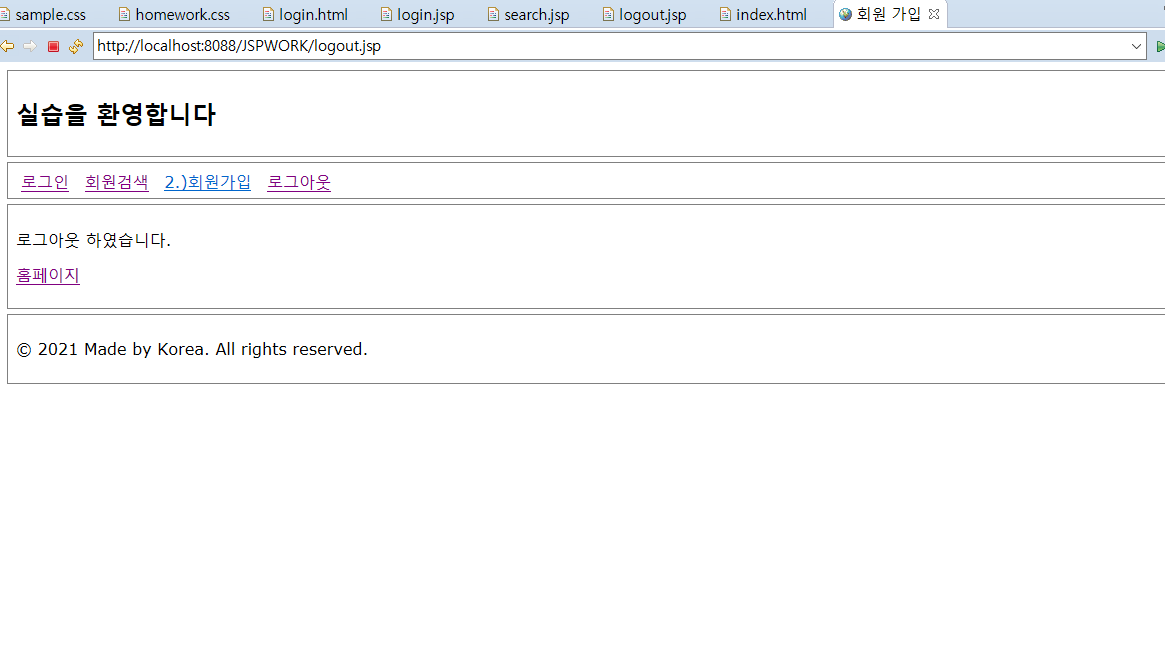 sample.css homework.css login.html login.jsp search.jsp logout.jsp index.html 회원 가입
http://localhost:8088/JSPWORK/logout.jsp
실습을 환영합니다
로그인 회원검색 2.)회원가입 로그아웃
로그아웃 하였습니다.
홈페이지
© 2021 Made by Korea. All rights reserved.